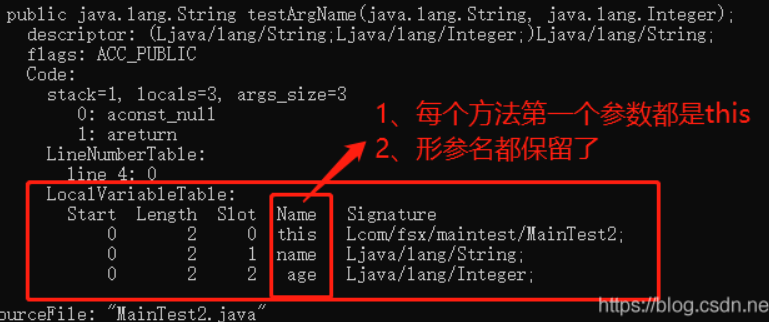 public java.lang.String testArgName(java.lang.String, java.lang.Integer);
descriptor: (Ljava/lang/String;Ljava/lang/Integer;)Ljava/lang/String;
flags: ACC_PUBLIC
Code:
stack=1, locals=3, args_size=3
0: aconst_null
1: areturn
1、每个方法第一个参数都是this
2、形参名都保留了
LineNumberTable:
line 4: 0
LocalVariableTable:
Start Length Slot Name Signature
0 2 0 this Lcom/fsx/maintest/MainTest2;
0 2 1 name Ljava/lang/String;
0 2 2 age Ljava/lang/Integer;
ourceFile: "MainTest2.java"
https://blog.csdn.ne